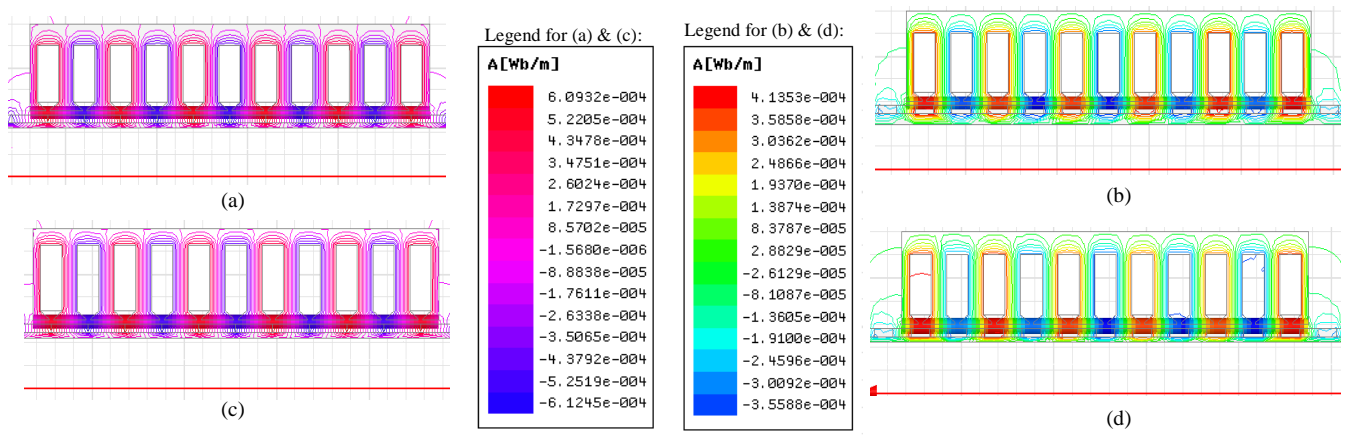 Legend for (a) & (c):
A[Wb/m]
6.0932e-004
5.2205e-004
4.3478e-004
3.4751e-004
2.6024e-004
1.7297e-004
8.5702e-005
-1.5680e-006
-8.8838e-005
-1.7611e-004
-2.6338e-004
-3.5065e-004
-4.3792e-004
-5.2519e-004
-6.1245e-004
Legend for (b) & (d):
A[Wb/m]
4.1353e-004
3.5858e-004
3.0362e-004
2.4866e-004
1.9370e-004
1.3874e-004
8.3787e-005
2.8829e-005
-2.6129e-005
-8.1087e-005
-1.3605e-004
-1.9100e-004
-2.4596e-004
-3.0092e-004
-3.5588e-004
(a)
(b)
(c)
(d)